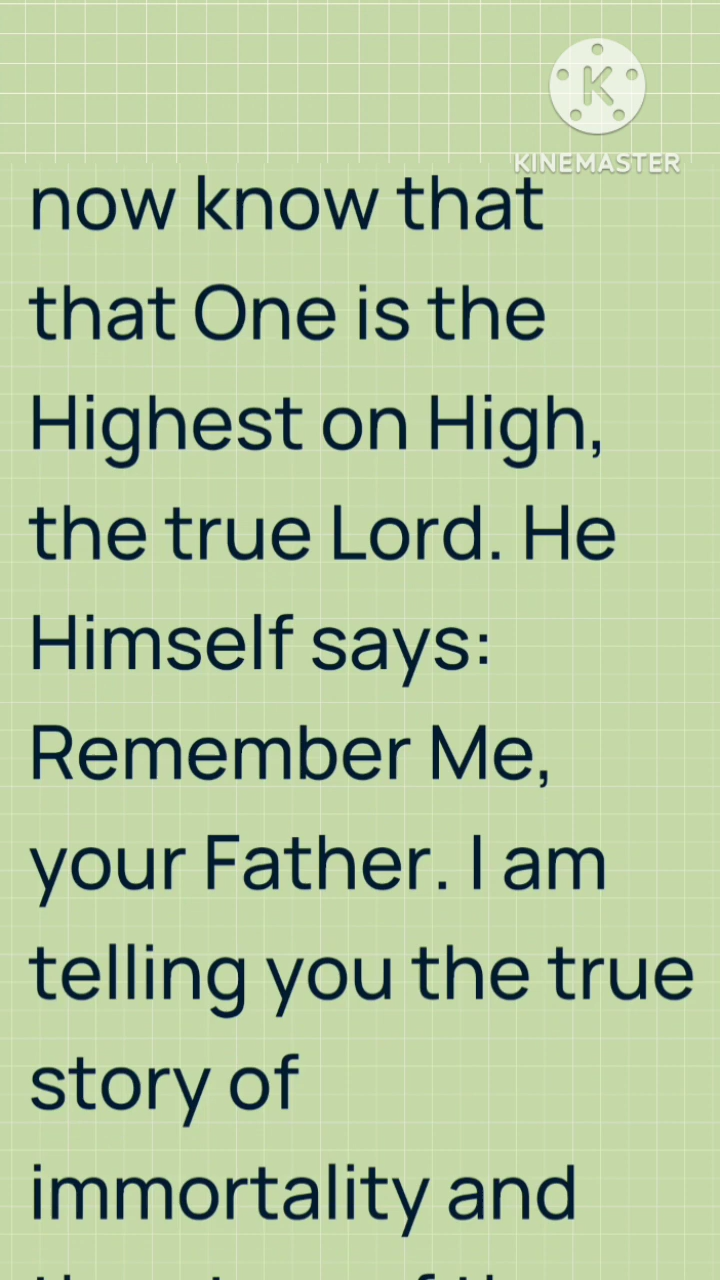 KINEMASTER
now know that
that One is the
Highest on High,
the true Lord. He
Himself says:
Remember Me,
your Father. I am
telling you the true
story of
immortality and